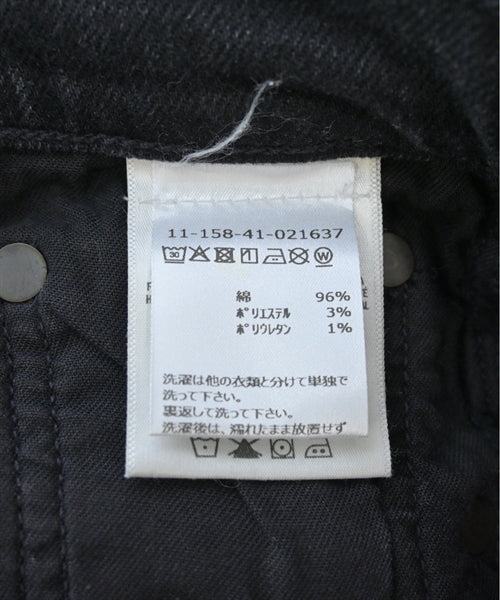 11-158-41-021637
30
W
綿 96%
ポリエステル 3%
ポリウレタン 1%
洗濯は他の衣類と分けて単独で
洗って下さい。
裏返して洗って下さい。
洗濯後は、濡れたまま放置せず